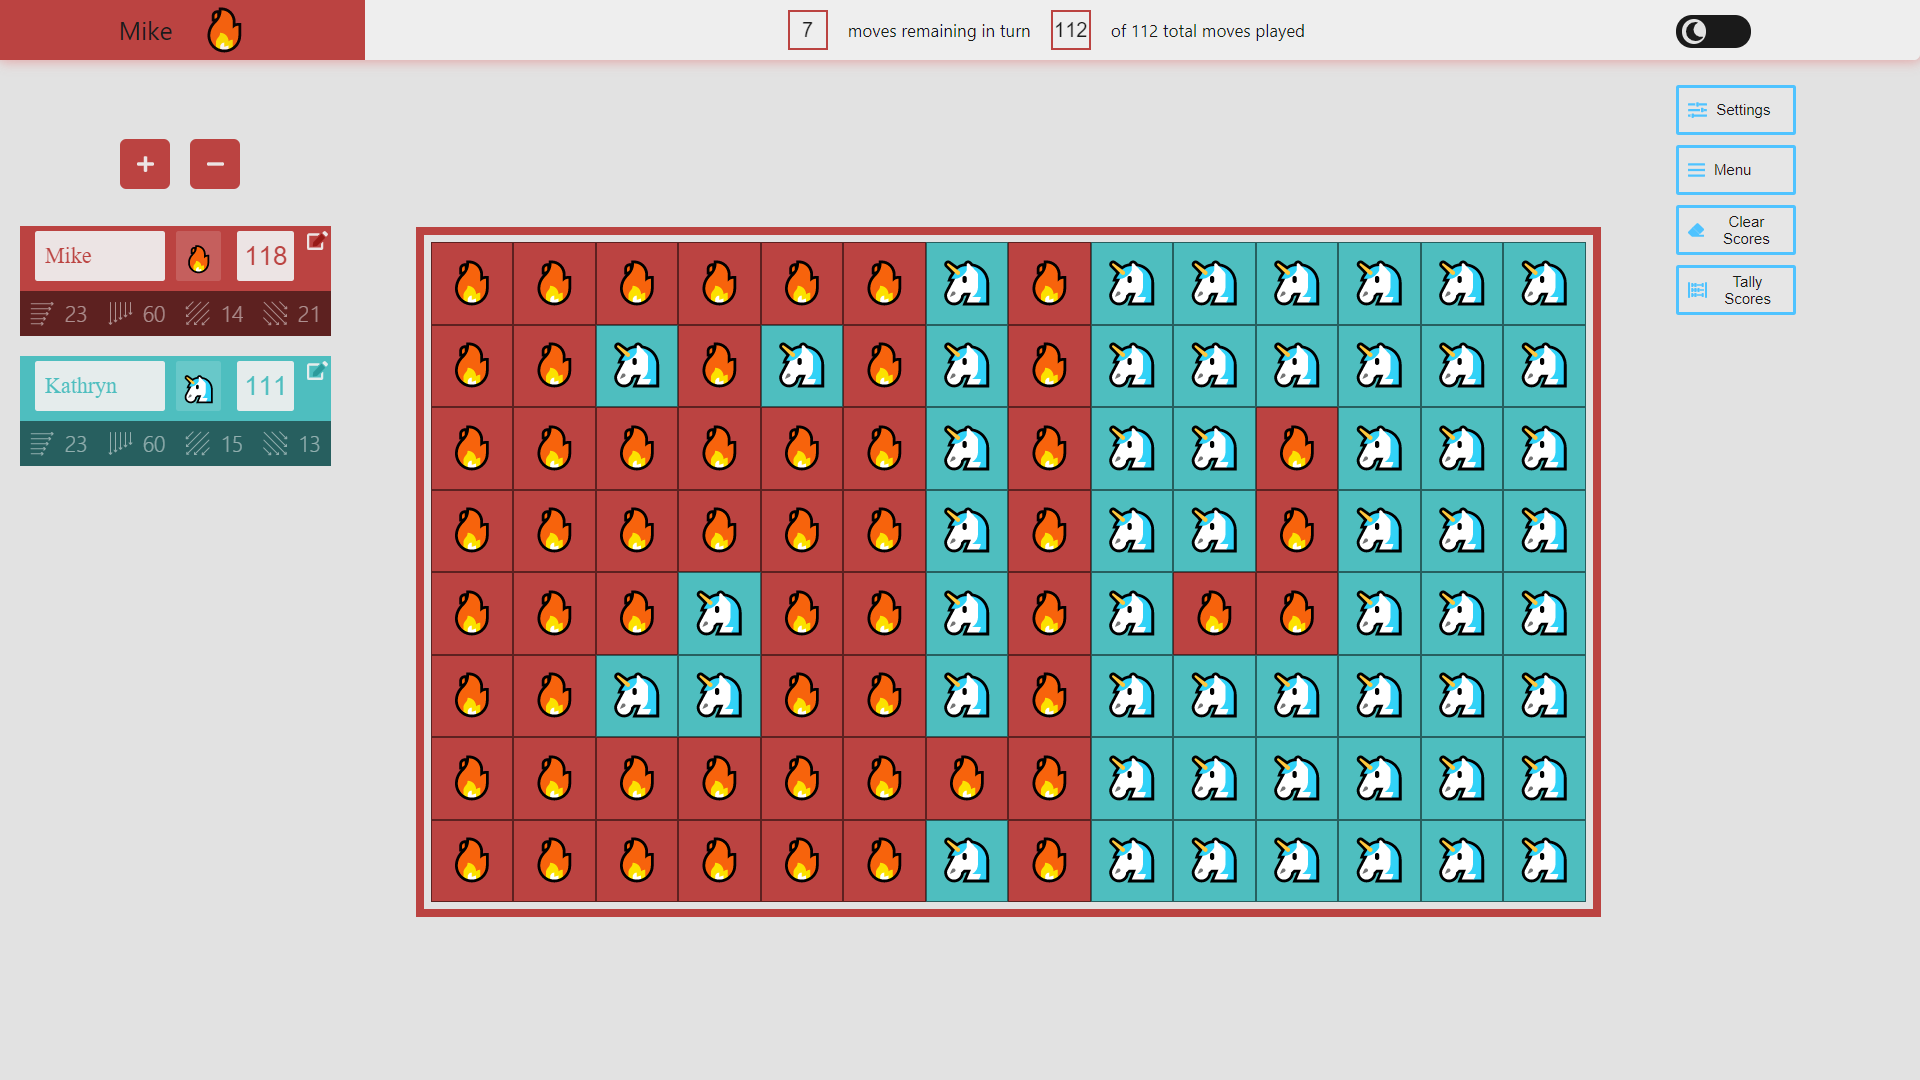 Mike
7 moves remaining in turn 112 of 112 total moves played
Settings
Menu
Clear
Scores
Tally
Scores
+ −
Mike 118
23 60 14 21
Kathryn 111
23 60 15 13